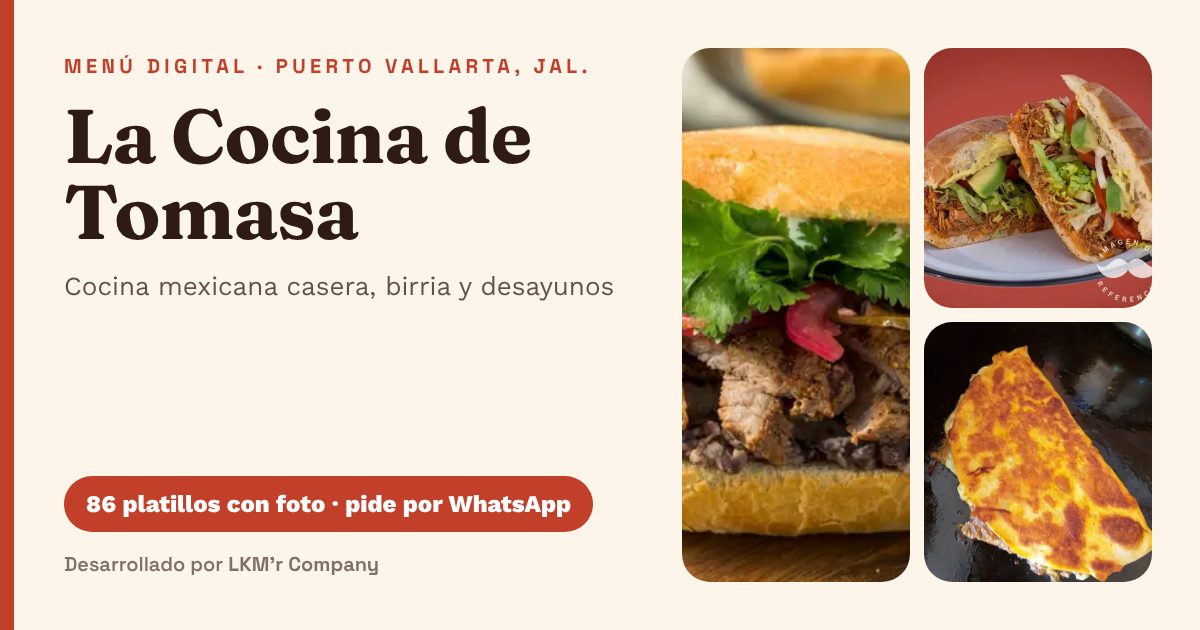 MENÚ DIGITAL · PUERTO VALLARTA, JAL.
La Cocina de
Tomasa
Cocina mexicana casera, birria y desayunos
86 platillos con foto · pide por WhatsApp
Desarrollado por LKM'r Company